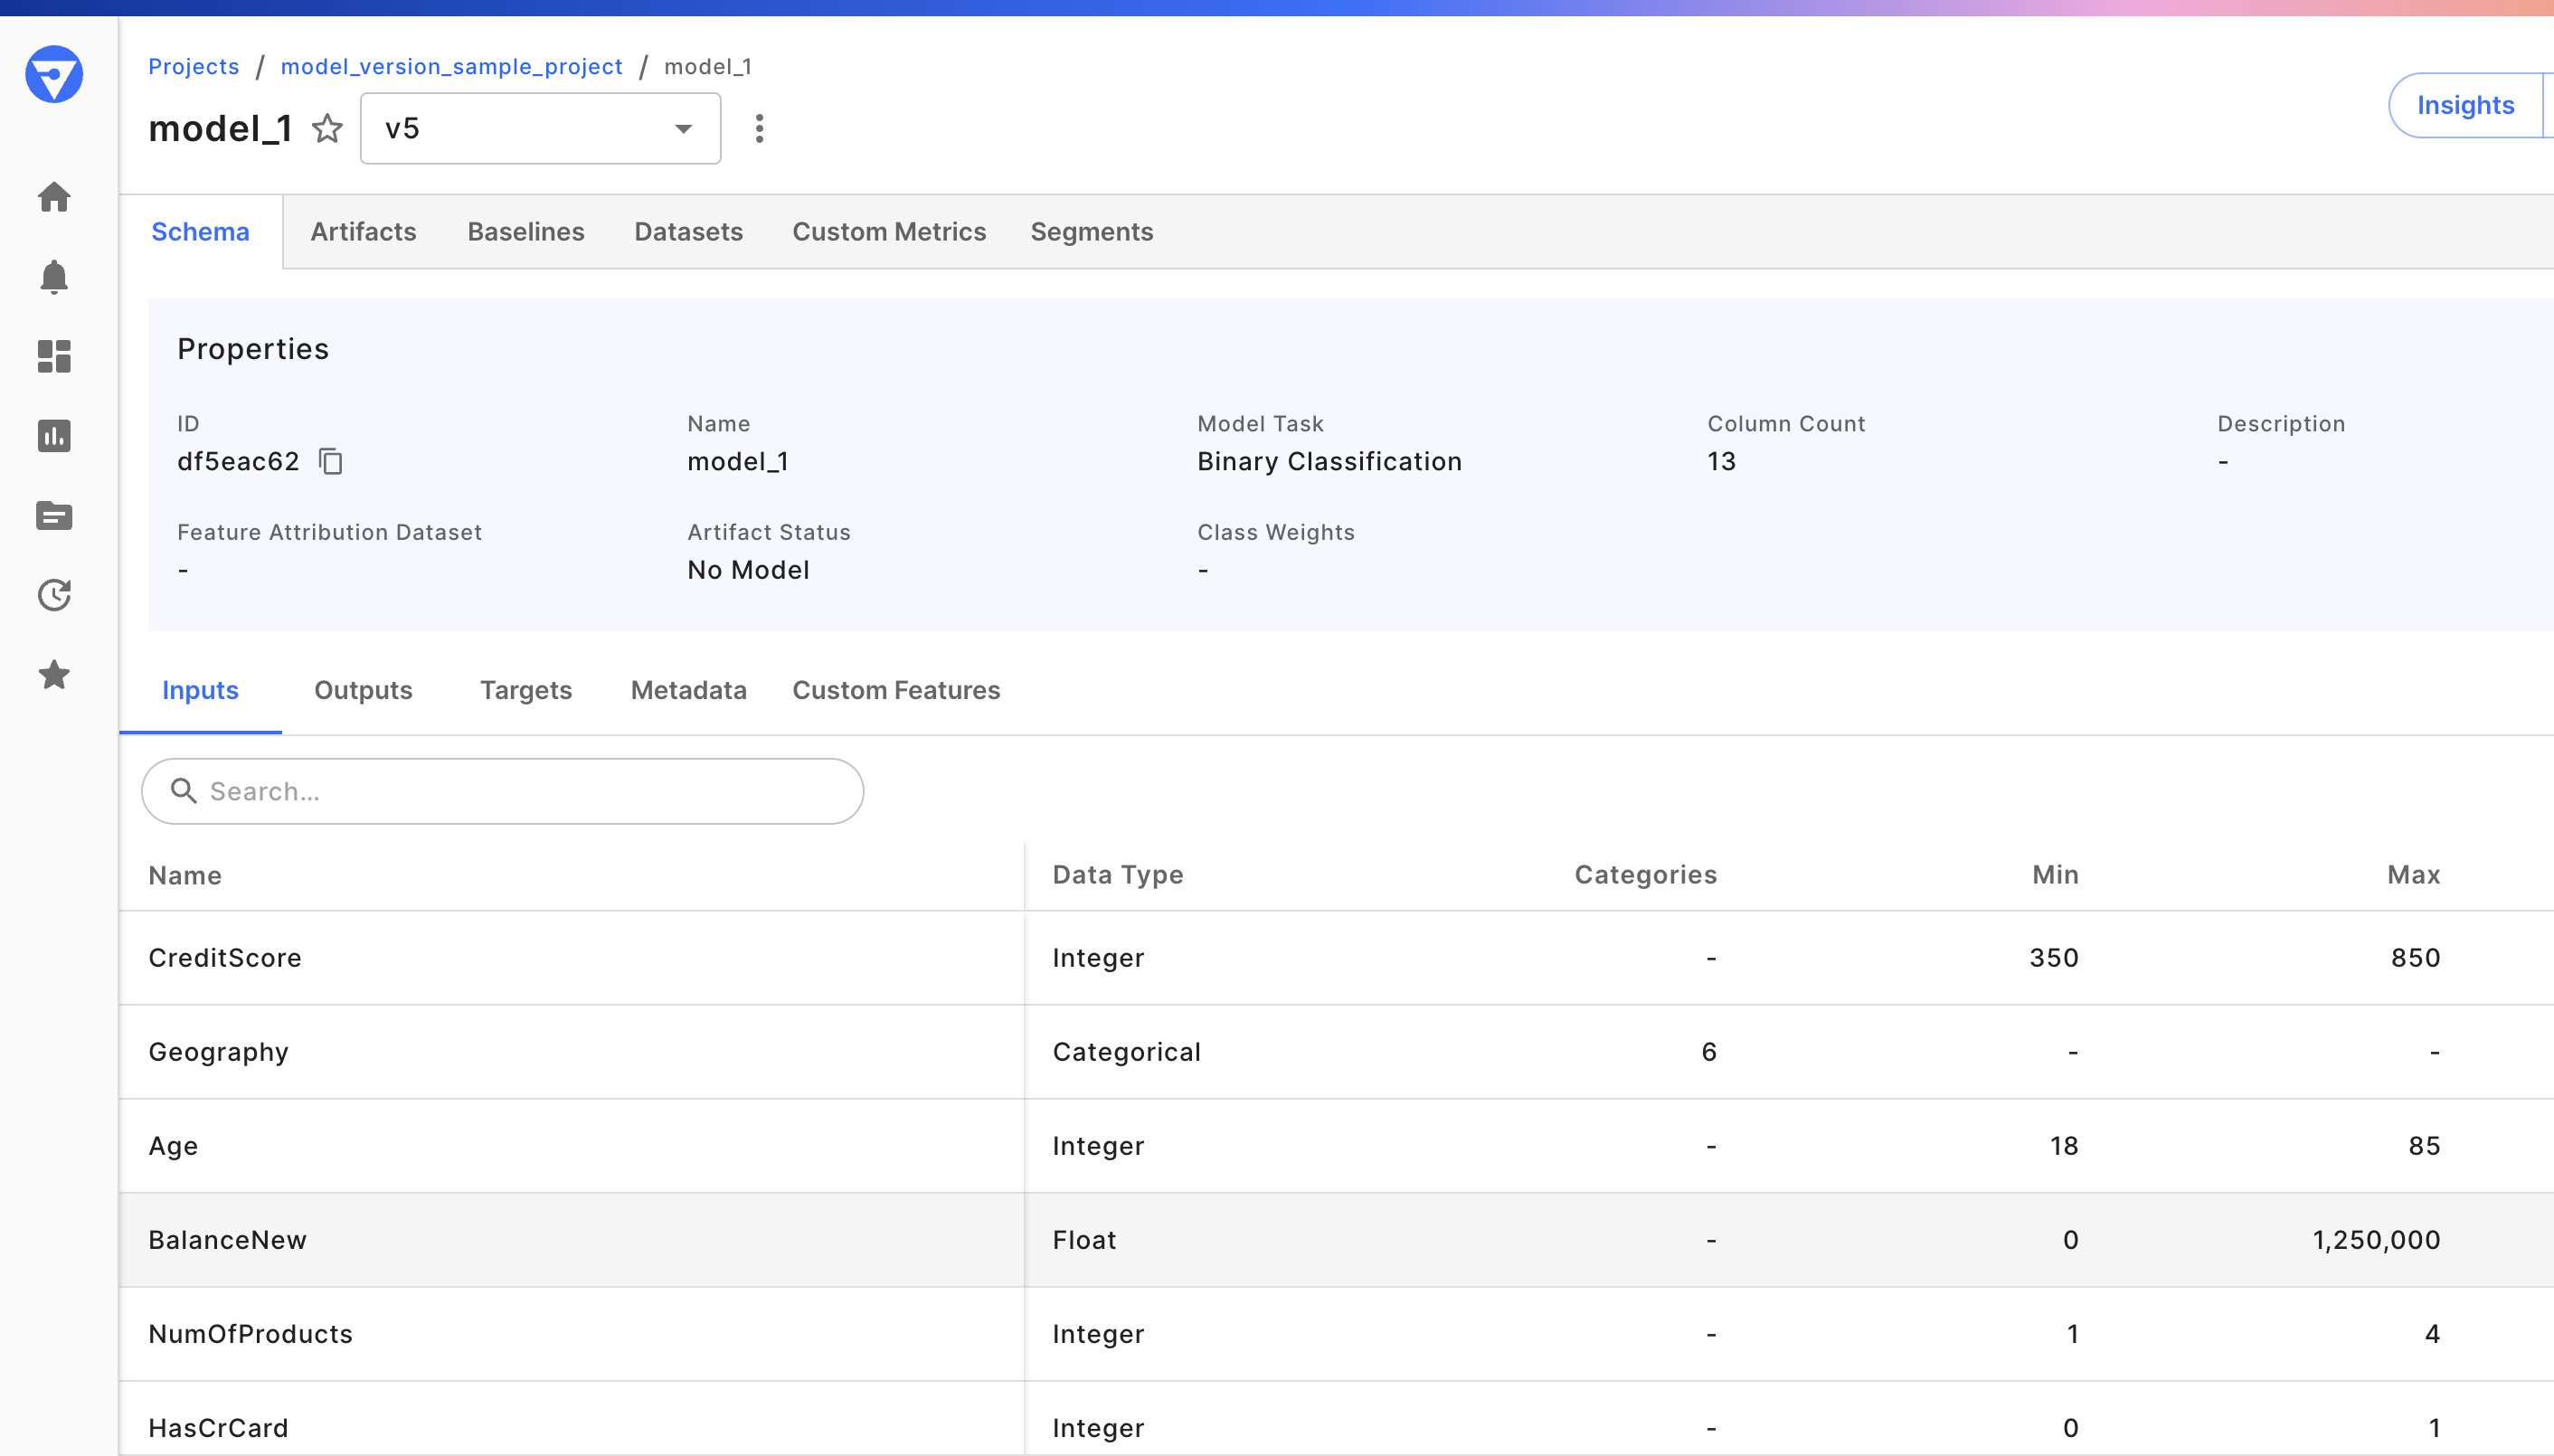 Projects / model_version_sample_project / model_1
model_1 v5
Insights
Schema Artifacts Baselines Datasets Custom Metrics Segments
Properties
ID Name Model Task Column Count Description
df5eac62 model_1 Binary Classification 13 -
Feature Attribution Dataset Artifact Status Class Weights
- No Model -
Inputs Outputs Targets Metadata Custom Features
Search...
Name Data Type Categories Min Max
CreditScore Integer - 350 850
Geography Categorical 6 - -
Age Integer - 18 85
BalanceNew Float - 0 1,250,000
NumOfProducts Integer - 1 4
HasCrCard Integer - 0 1